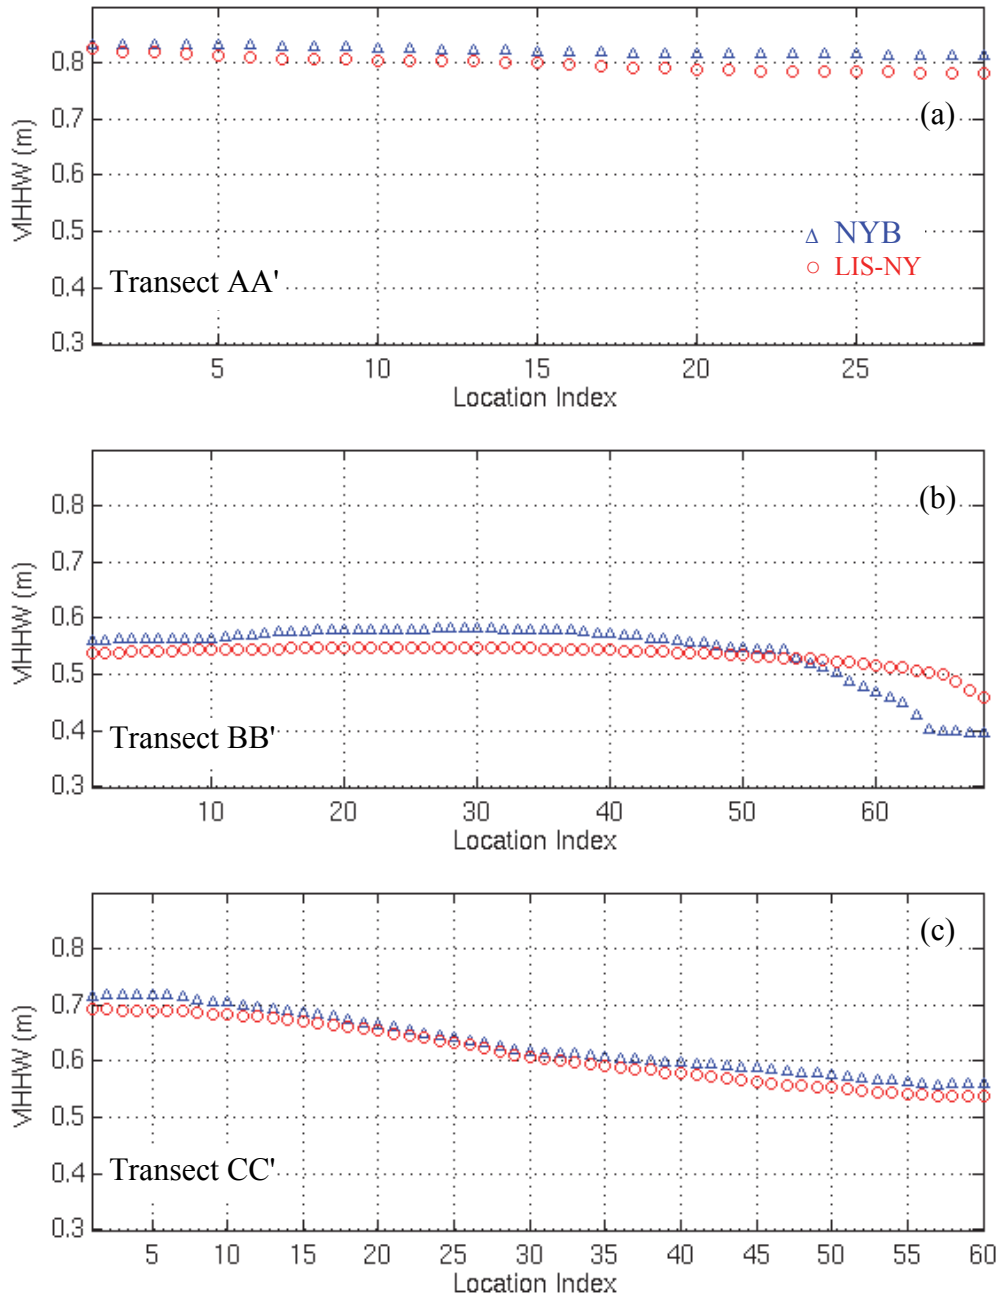 0.8
0.7
0.6
0.5
0.4
0.3
MHHW (m)
(a)
NYB
LIS-NY
Transect AA'
5 10 15 20 25
Location Index
0.8
0.7
0.6
0.5
0.4
0.3
MHHW (m)
(b)
Transect BB'
10 20 30 40 50 60
Location Index
0.8
0.7
0.6
0.5
0.4
0.3
MHHW (m)
(c)
Transect CC'
5 10 15 20 25 30 35 40 45 50 55 60
Location Index